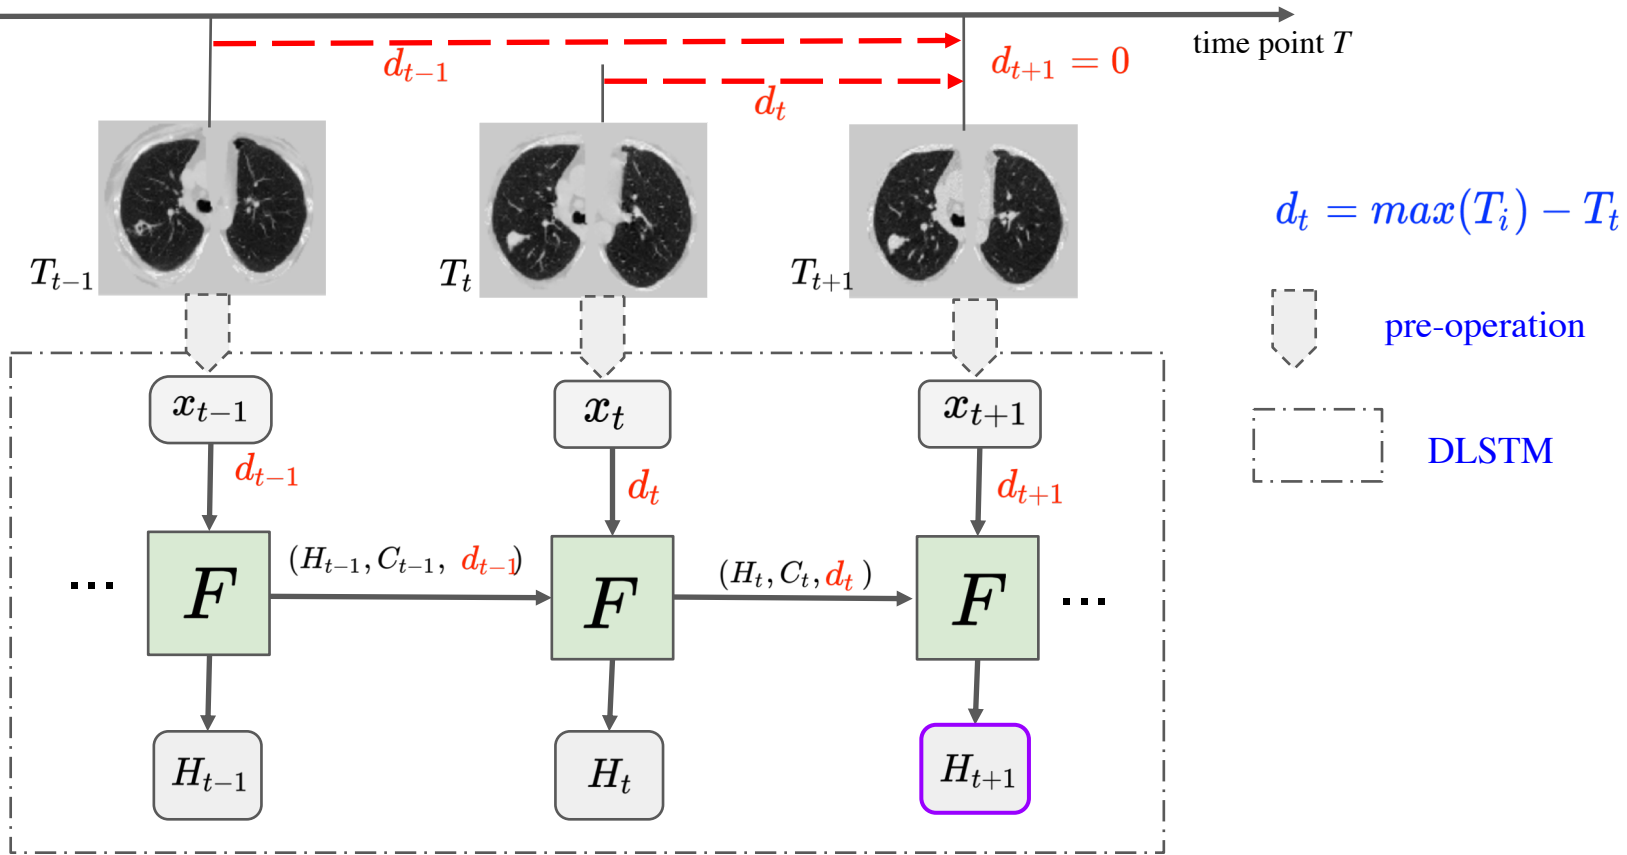 time point T
d_{t-1}
d_{t+1} = 0
d_t
T_{t-1}
T_t
T_{t+1}
d_t = max(T_i) − T_t
pre-operation
x_{t-1}
x_t
x_{t+1}
DLSTM
d_{t-1}
d_t
d_{t+1}
(H_{t-1}, C_{t-1}, d_{t-1})
(H_t, C_t, d_t)
...
F
F
F
...
H_{t-1}
H_t
H_{t+1}